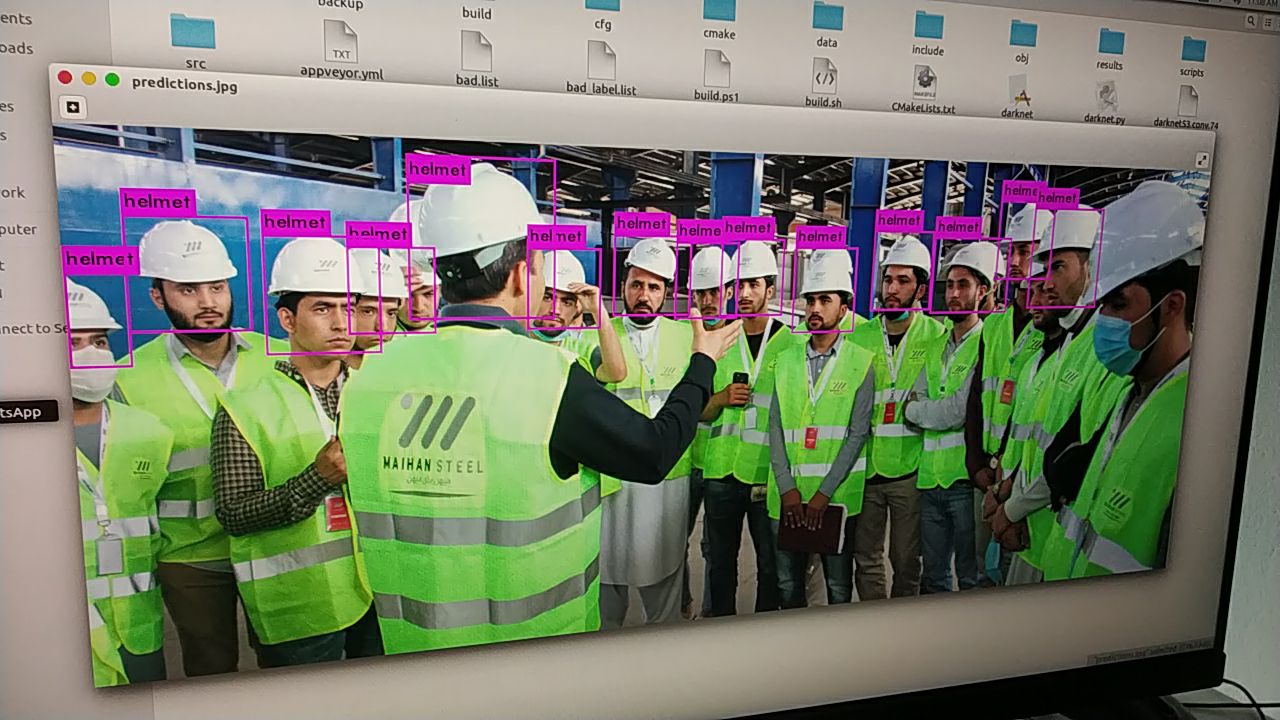 ents
backup
build
cfg
cmake
data
include
obj
results
scripts
oads
src
TXT
appveyor.yml
bad.list
bad_label.list
build.ps1
build.sh
CMakeLists.txt
darknet
darknet.py
darknet53.conv.74
predictions.jpg
es
s
ork
puter
t
nnect to Se
tsApp
helmet
helmet
helmet
helmet
helmet
helmet
helmet
helmet
helmet
helmet
helmet
helmet
helme
helmet
MAIHAN STEEL